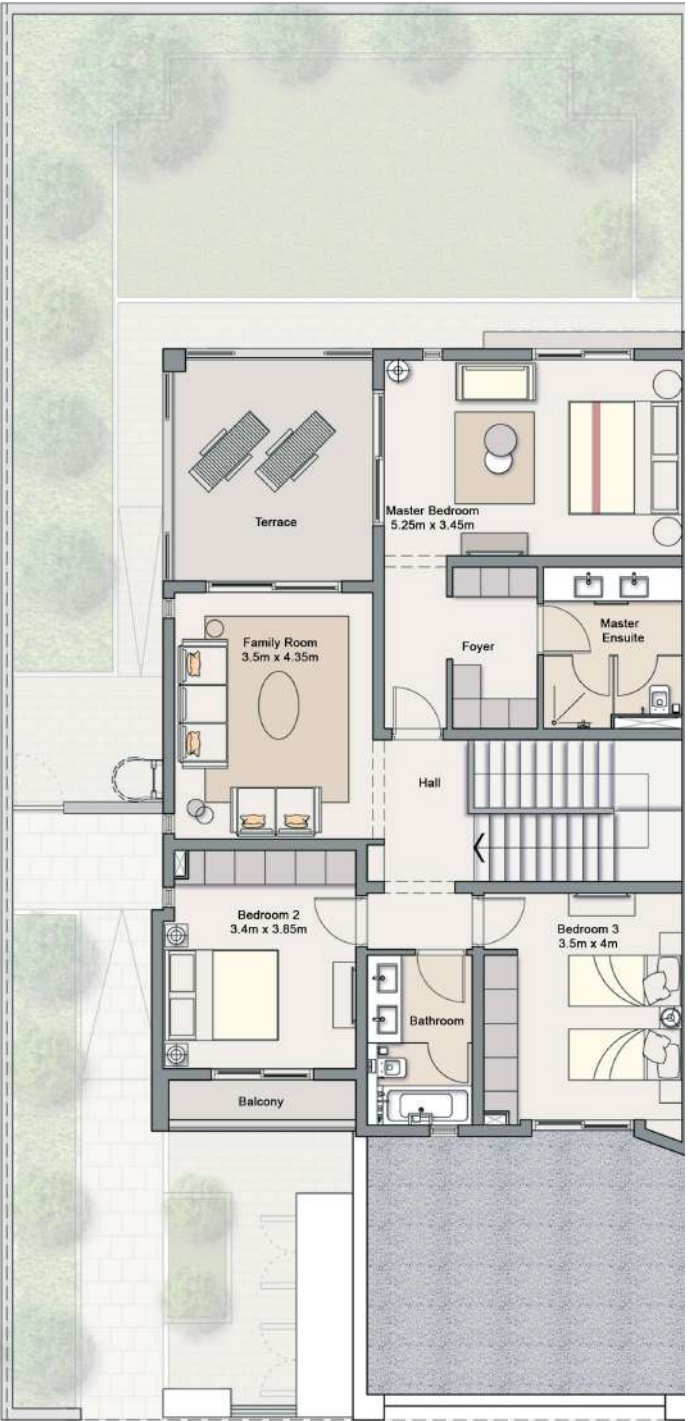 Terrace
Master Bedroom
5.25m x 3.45m
Family Room
3.5m x 4.35m
Foyer
Master
Ensuite
Hall
Bedroom 2
3.4m x 3.85m
Bedroom 3
3.5m x 4m
Bathroom
Balcony